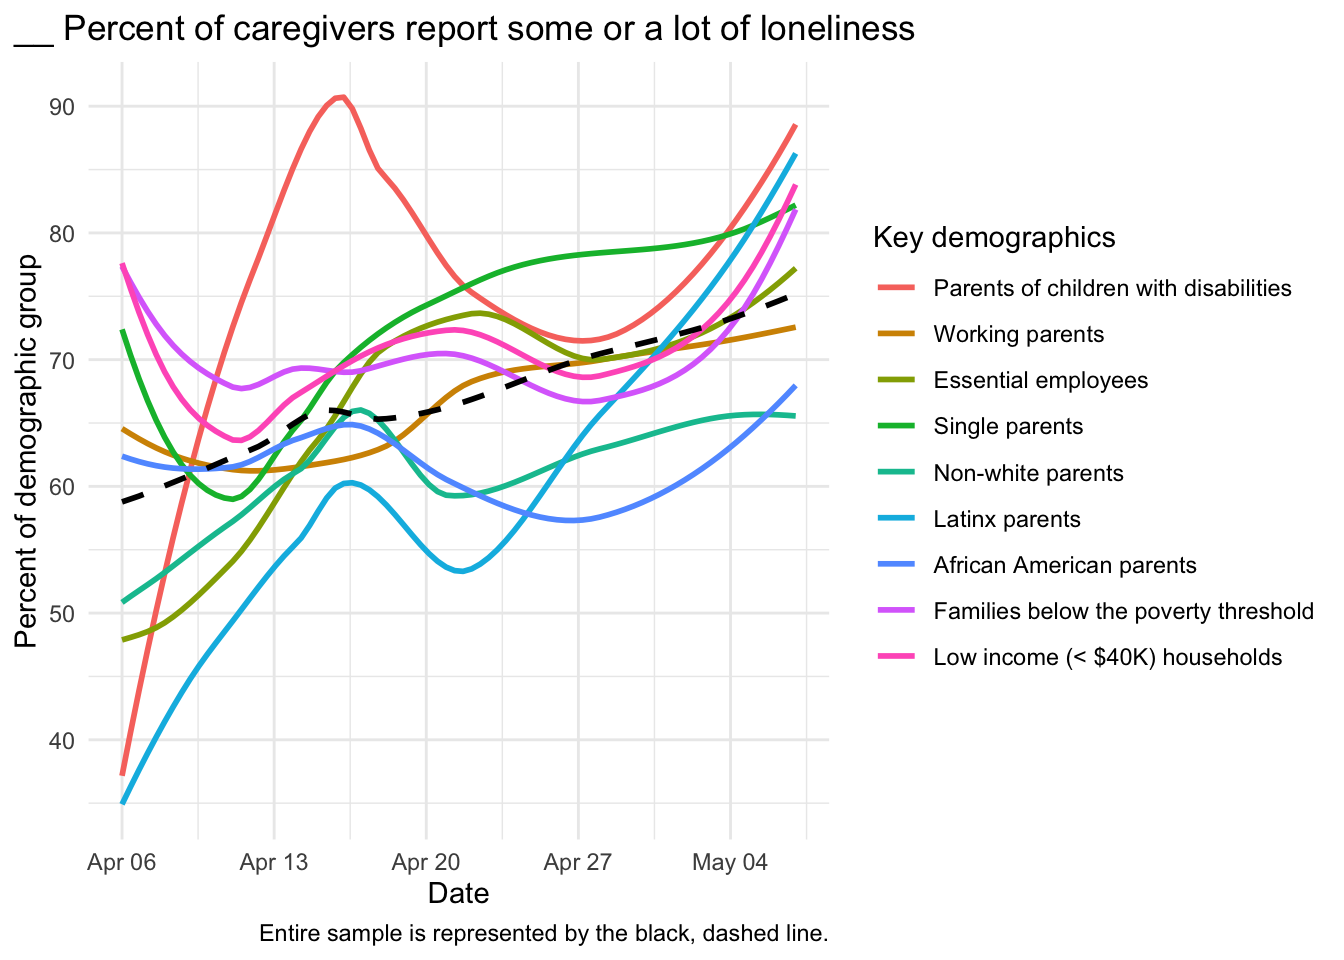 __ Percent of caregivers report some or a lot of loneliness
Percent of demographic group
90
80
70
60
50
40
Apr 06
Apr 13
Apr 20
Apr 27
May 04
Date
Entire sample is represented by the black, dashed line.
Key demographics
Parents of children with disabilities
Working parents
Essential employees
Single parents
Non-white parents
Latinx parents
African American parents
Families below the poverty threshold
Low income (< $40K) households